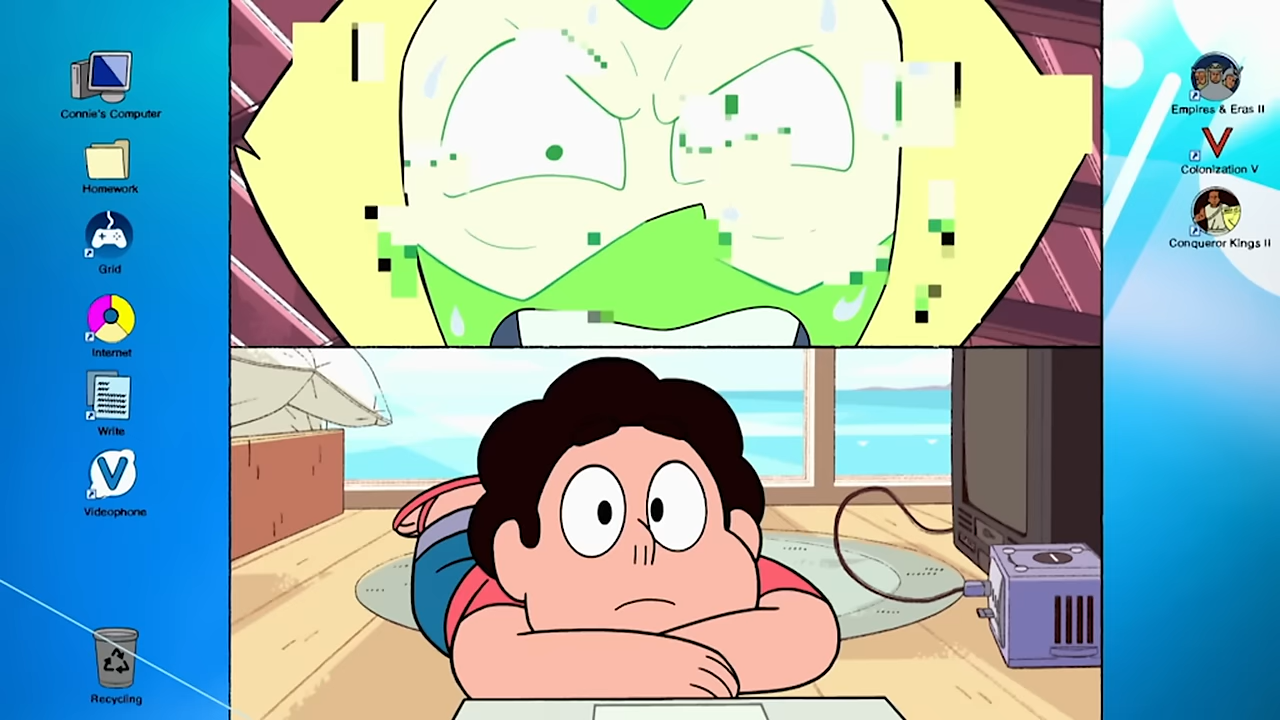 Connie's Computer
Homework
Grid
Internet
Write
Videophone
Recycling
Empires & Eras II
Colonization V
Conqueror Kings II